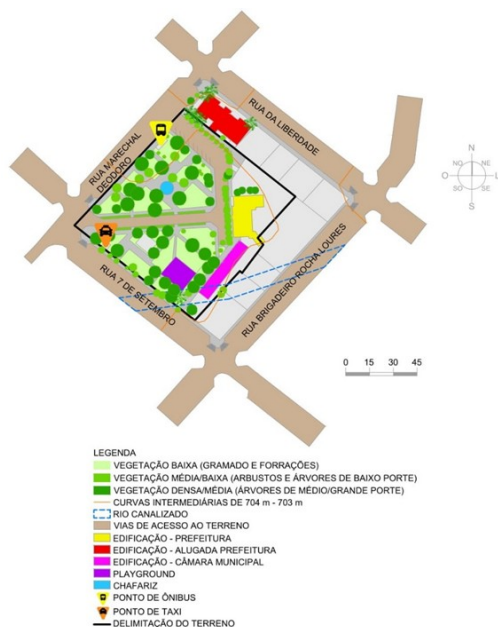 RUA DA LIBERDADE
RUA MARECHAL
DEODORO
RUA 7 DE SETEMBRO
RUA BRIGADEIRO ROCHA LOURES
N
NO NE
O L
SO SE
S
0 15 30 45
LEGENDA
VEGETAÇÃO BAIXA (GRAMADO E FORRAÇÕES)
VEGETAÇÃO MÉDIA/BAIXA (ARBUSTOS E ÁRVORES DE BAIXO PORTE)
VEGETAÇÃO DENSA/MÉDIA (ÁRVORES DE MÉDIO/GRANDE PORTE)
CURVAS INTERMEDIÁRIAS DE 704 m - 703 m
RIO CANALIZADO
VIAS DE ACESSO AO TERRENO
EDIFICAÇÃO - PREFEITURA
EDIFICAÇÃO - ALUGADA PREFEITURA
EDIFICAÇÃO - CÂMARA MUNICIPAL
PLAYGROUND
CHAFARIZ
PONTO DE ÔNIBUS
PONTO DE TAXI
DELIMITAÇÃO DO TERRENO